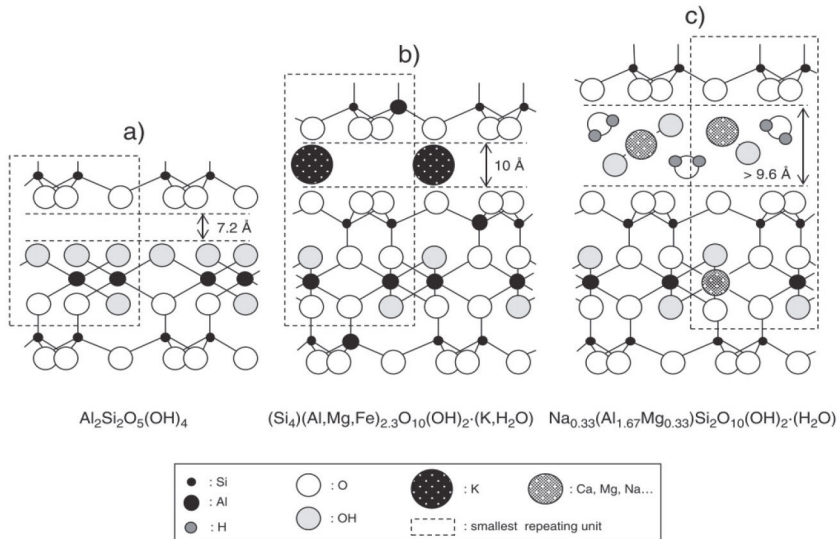 a)
b)
c)
7.2 Å
10 Å
> 9.6 Å
Al₂Si₂O₅(OH)₄
(Si₄)(Al,Mg,Fe)₂.₃O₁₀(OH)₂·(K,H₂O)
Na₀.₃₃(Al₁.₆₇Mg₀.₃₃)Si₂O₁₀(OH)₂·(H₂O)
: Si
: Al
: H
: O
: OH
: K
: smallest repeating unit
: Ca, Mg, Na...